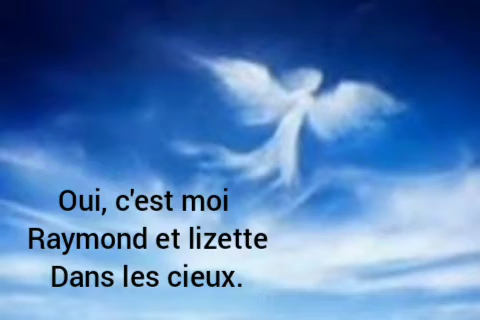 Oui, c'est moi
Raymond et lizette
Dans les cieux.